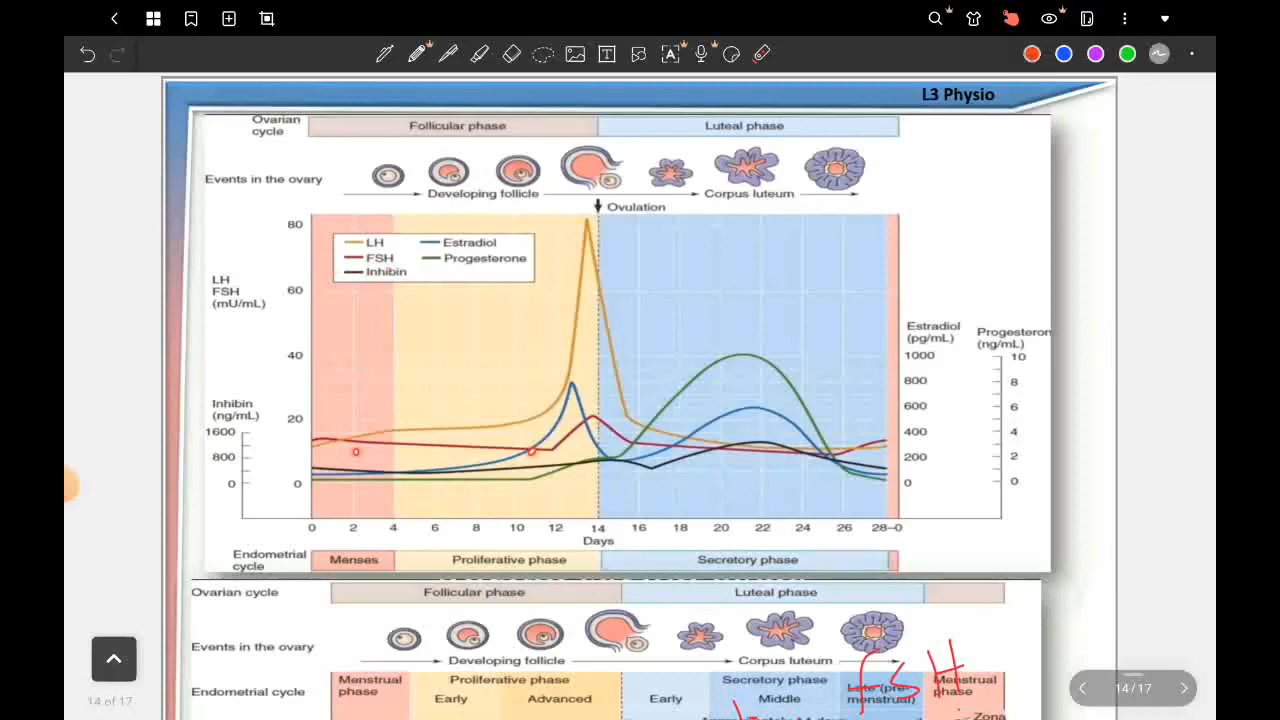 L3 Physio
Ovarian cycle
Follicular phase
Luteal phase
Events in the ovary
Developing follicle
Corpus luteum
Ovulation
LH
Estradiol
FSH
Progesterone
Inhibin
LH
FSH
(mU/mL)
80
60
40
20
0
Inhibin
(ng/mL)
1600
800
0
Estradiol
(pg/mL)
1000
800
600
400
200
0
Progesteron
(ng/mL)
10
8
6
4
2
0
0 2 4 6 8 10 12 14 16 18 20 22 24 26 28–0
Days
Endometrial cycle
Menses
Proliferative phase
Secretory phase
Ovarian cycle
Follicular phase
Luteal phase
Events in the ovary
Developing follicle
Corpus luteum
FSH
Endometrial cycle
Menstrual phase
Proliferative phase
Early
Advanced
Secretory phase
Early
Middle
Late (pre-menstrual)
Menstrual phase
Zona
14 of 17
14/17